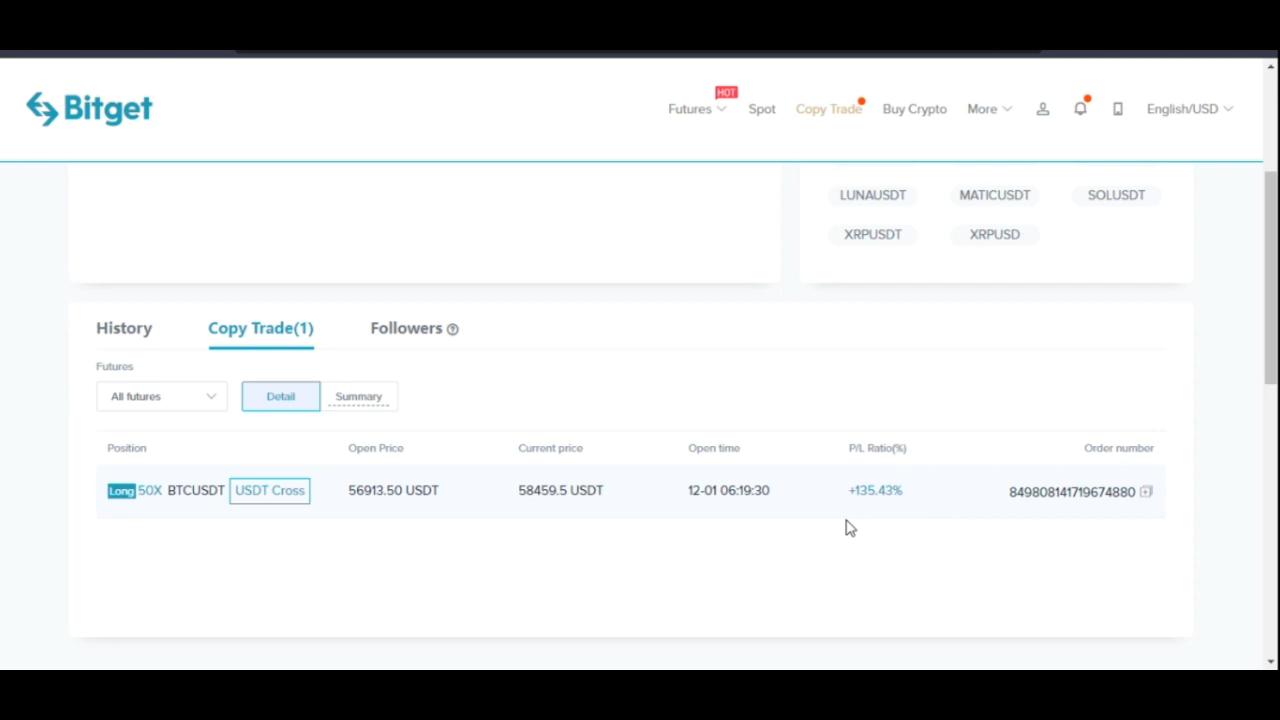 Bitget
HOT
Futures Spot Copy Trade Buy Crypto More English/USD
LUNAUSDT MATICUSDT SOLUSDT
XRPUSDT XRPUSD
History Copy Trade(1) Followers
Futures
All futures Detail Summary
Position Open Price Current price Open time P/L Ratio(%) Order number
Long 50X BTCUSDT USDT Cross 56913.50 USDT 58459.5 USDT 12-01 06:19:30 +135.43% 849808141719674880